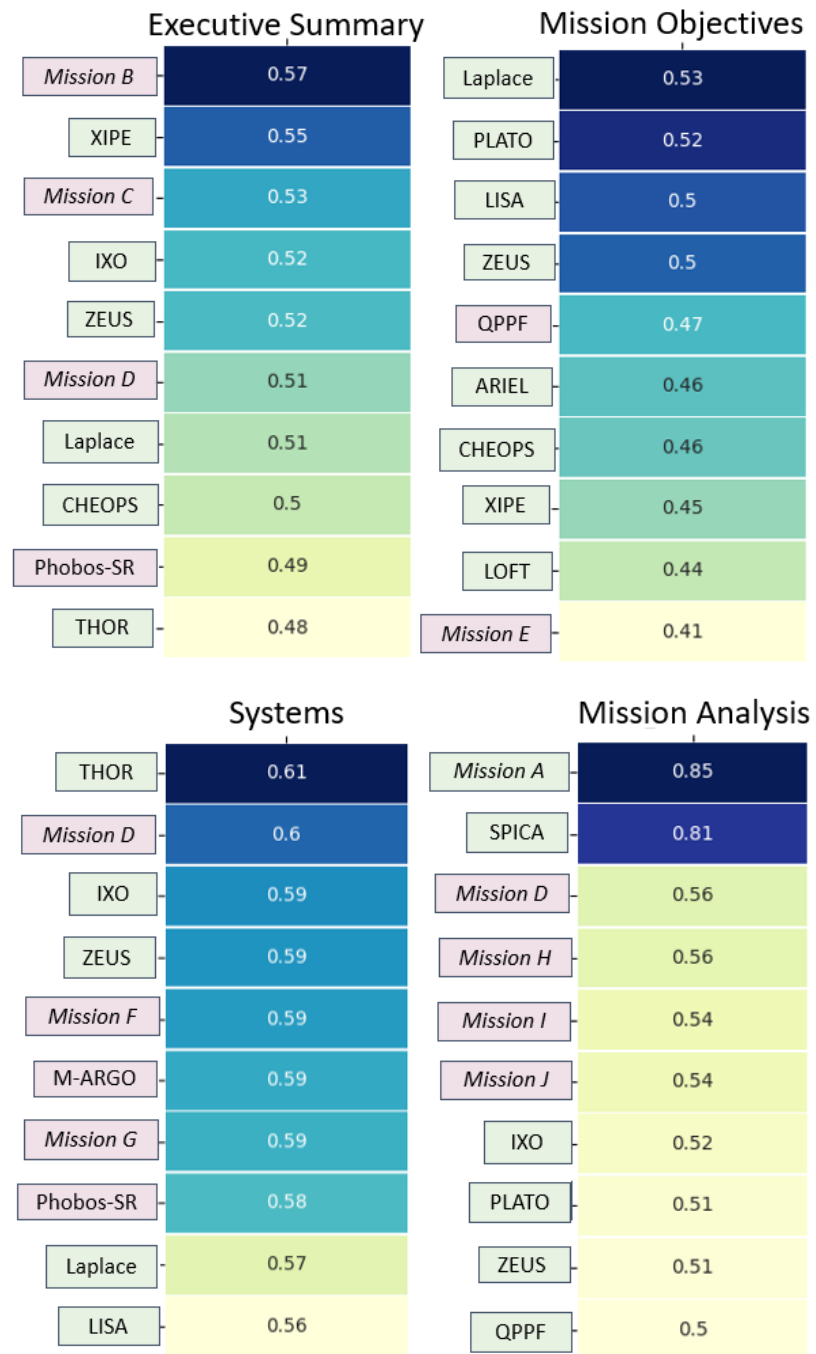 Executive Summary
Mission B 0.57
XIPE 0.55
Mission C 0.53
IXO 0.52
ZEUS 0.52
Mission D 0.51
Laplace 0.51
CHEOPS 0.5
Phobos-SR 0.49
THOR 0.48
Mission Objectives
Laplace 0.53
PLATO 0.52
LISA 0.5
ZEUS 0.5
QPPF 0.47
ARIEL 0.46
CHEOPS 0.46
XIPE 0.45
LOFT 0.44
Mission E 0.41
Systems
THOR 0.61
Mission D 0.6
IXO 0.59
ZEUS 0.59
Mission F 0.59
M-ARGO 0.59
Mission G 0.59
Phobos-SR 0.58
Laplace 0.57
LISA 0.56
Mission Analysis
Mission A 0.85
SPICA 0.81
Mission D 0.56
Mission H 0.56
Mission I 0.54
Mission J 0.54
IXO 0.52
PLATO 0.51
ZEUS 0.51
QPPF 0.5